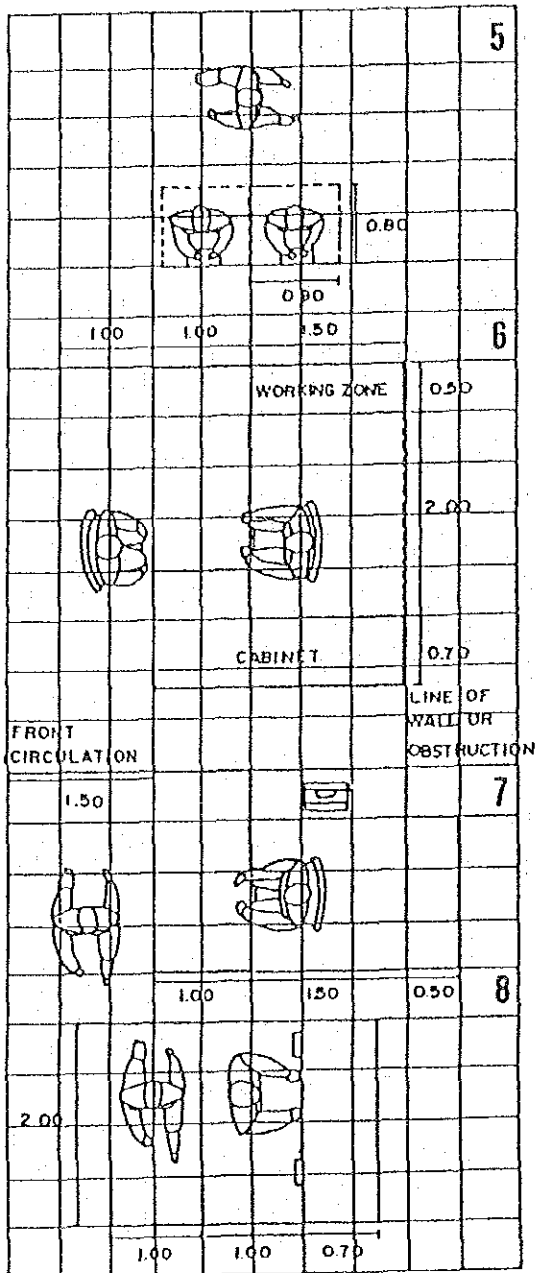 5
0.80
0.90
1.00 1.00 1.50
6
WORKING ZONE 0.50
2.00
CABINET 0.70
LINE OF
WALL OR
OBSTRUCTION
FRONT
CIRCULATION
1.50
7
1.00 1.50 0.50
8
2.00
1.00 1.00 0.70